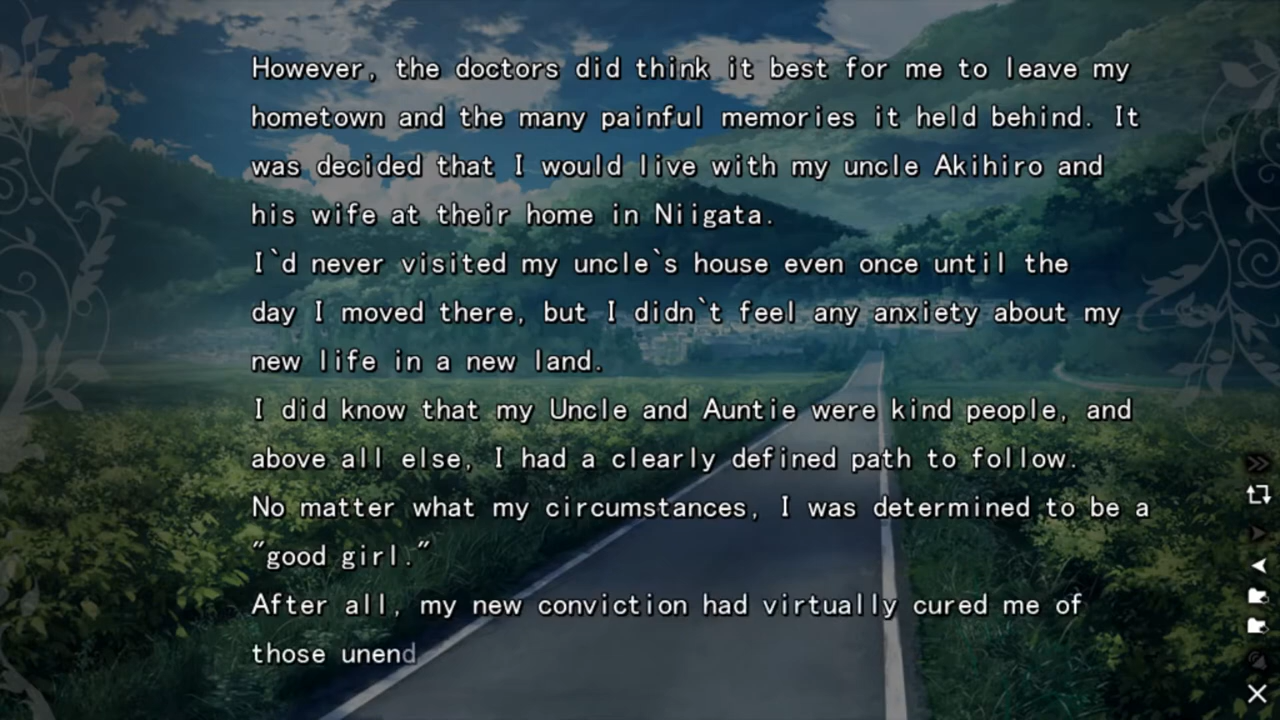 However, the doctors did think it best for me to leave my
hometown and the many painful memories it held behind. It
was decided that I would live with my uncle Akihiro and
his wife at their home in Niigata.
I`d never visited my uncle`s house even once until the
day I moved there, but I didn`t feel any anxiety about my
new life in a new land.
I did know that my Uncle and Auntie were kind people, and
above all else, I had a clearly defined path to follow.
No matter what my circumstances, I was determined to be a
"good girl."
After all, my new conviction had virtually cured me of
those unend